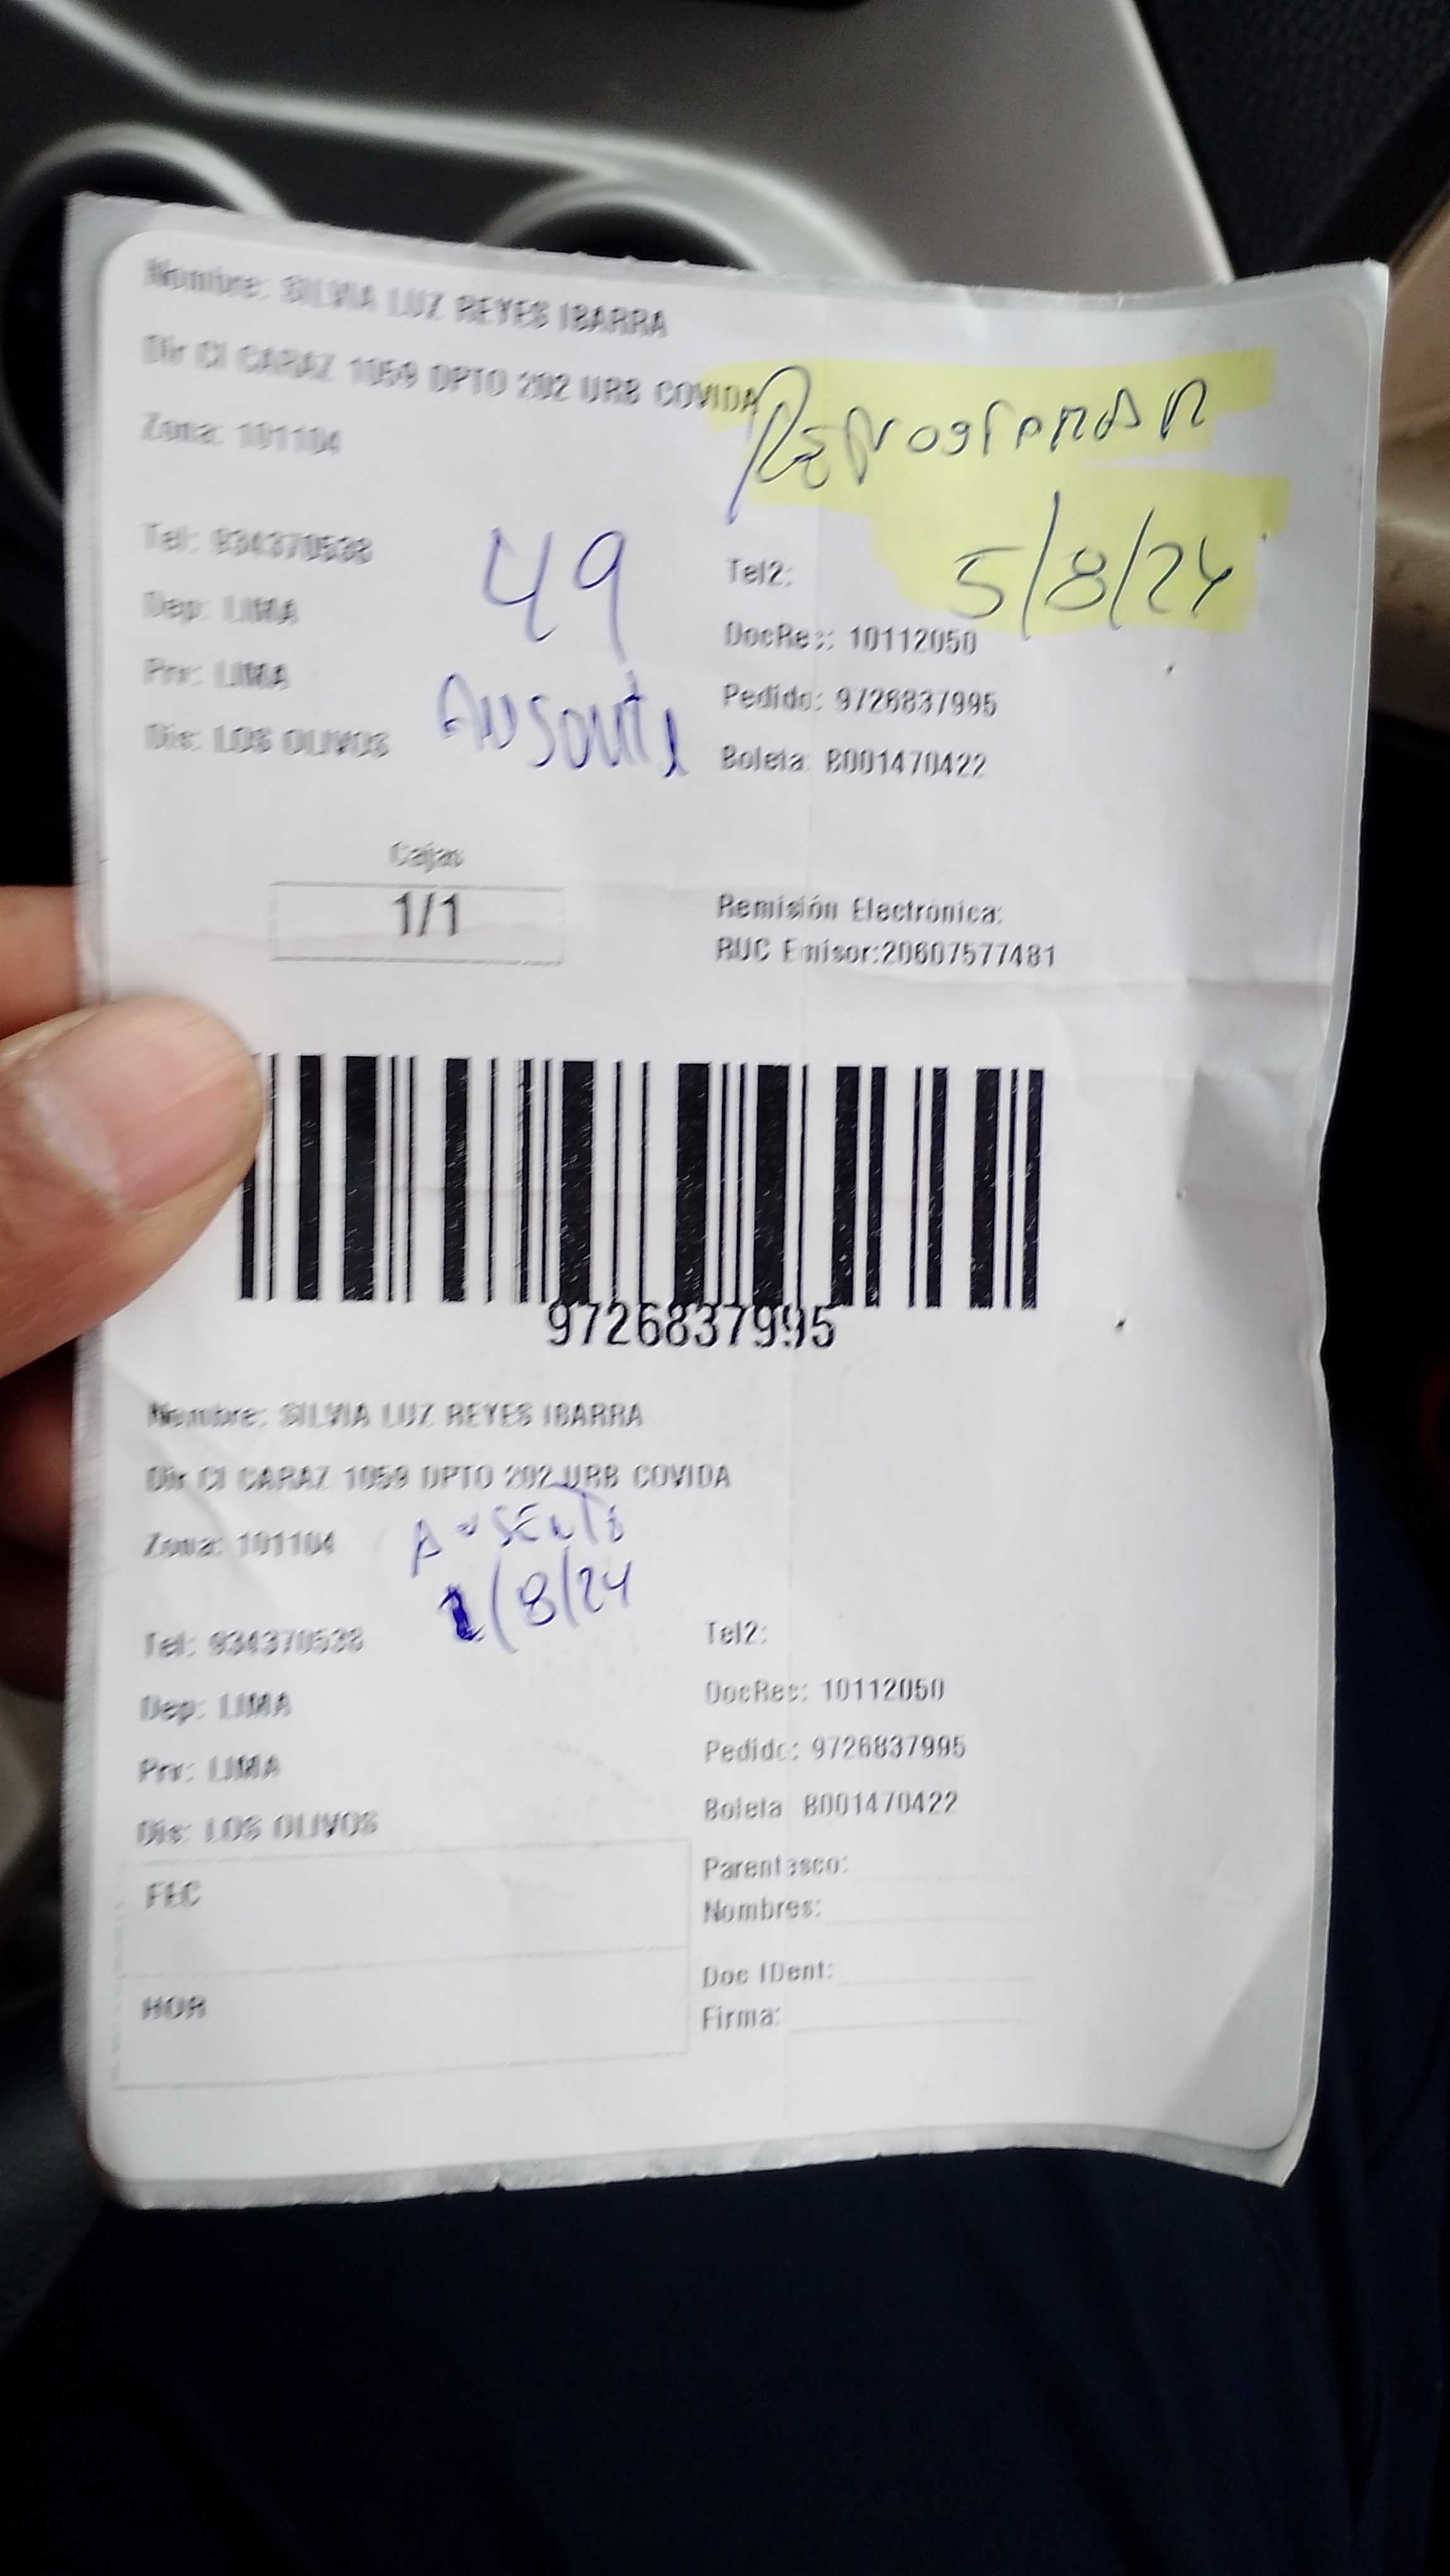 Nombre: SILVIA LUZ REYES IBARRA
Dir Cl CARAZ 1059 DPTO 202 URB COVIDA
Reprogramar
Zona: 101104
5/8/24
Tel: 934370538
49
Tel2:
Dep: LIMA
DocRec: 10112050
Prv: LIMA
Ausente
Pedido: 9726837995
Dis: LOS OLIVOS
Boleta: B001470422
Cajas
1/1
Remisión Electrónica:
RUC Emisor:20607577481
9726837995
Nombre: SILVIA LUZ REYES IBARRA
Dir Cl CARAZ 1059 DPTO 202 URB COVIDA
AUSENTE
Zona: 101104
1/8/24
Tel: 934370538
Tel2:
Dep: LIMA
DocRec: 10112050
Prv: LIMA
Pedido: 9726837995
Dis: LOS OLIVOS
Boleta B001470422
FEC
Parentesco:
Nombres:
HOR
Doc IDent:
Firma: